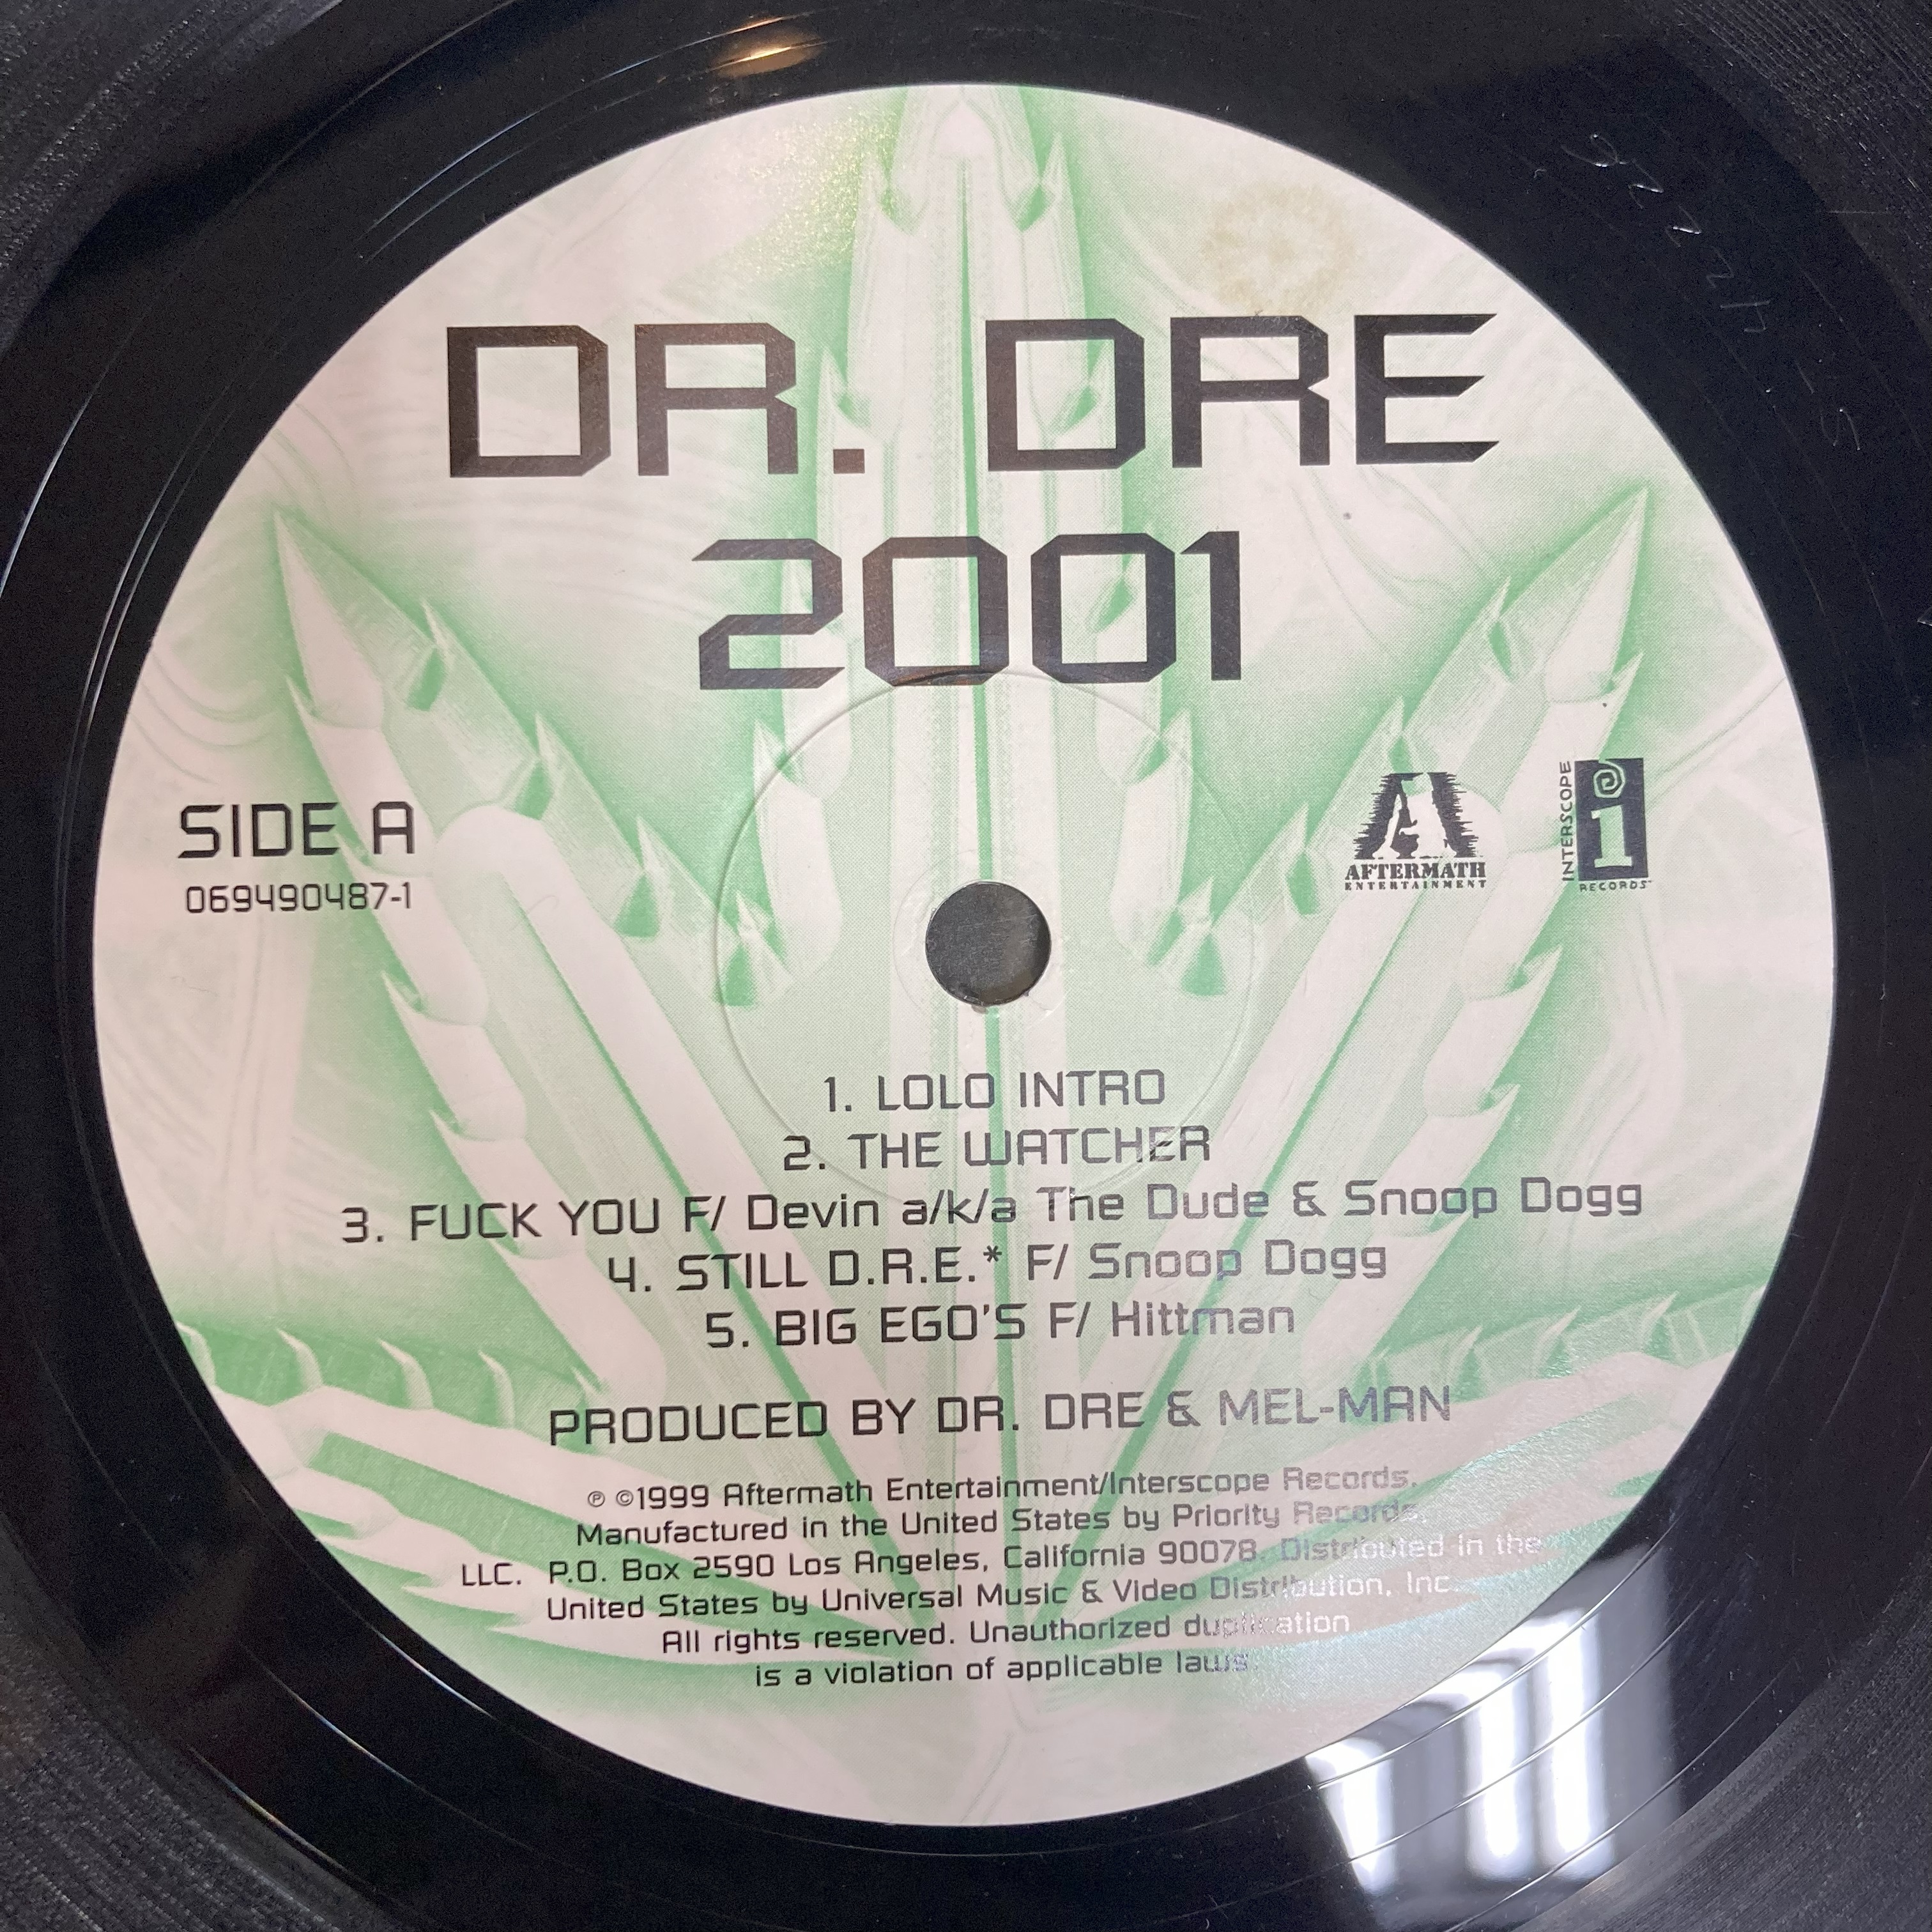 DR. DRE
2001
SIDE A
069490487-1
AFTERMATH
ENTERTAINMENT
INTERSCOPE
RECORDS
1. LOLO INTRO
2. THE WATCHER
3. FUCK YOU F/ Devin a/k/a The Dude & Snoop Dogg
4. STILL D.R.E.* F/ Snoop Dogg
5. BIG EGO'S F/ Hittman
PRODUCED BY DR. DRE & MEL-MAN
℗ ©1999 Aftermath Entertainment/Interscope Records.
Manufactured in the United States by Priority Records,
LLC. P.O. Box 2590 Los Angeles, California 90078. Distributed in the
United States by Universal Music & Video Distribution, Inc.
All rights reserved. Unauthorized duplication
is a violation of applicable laws.